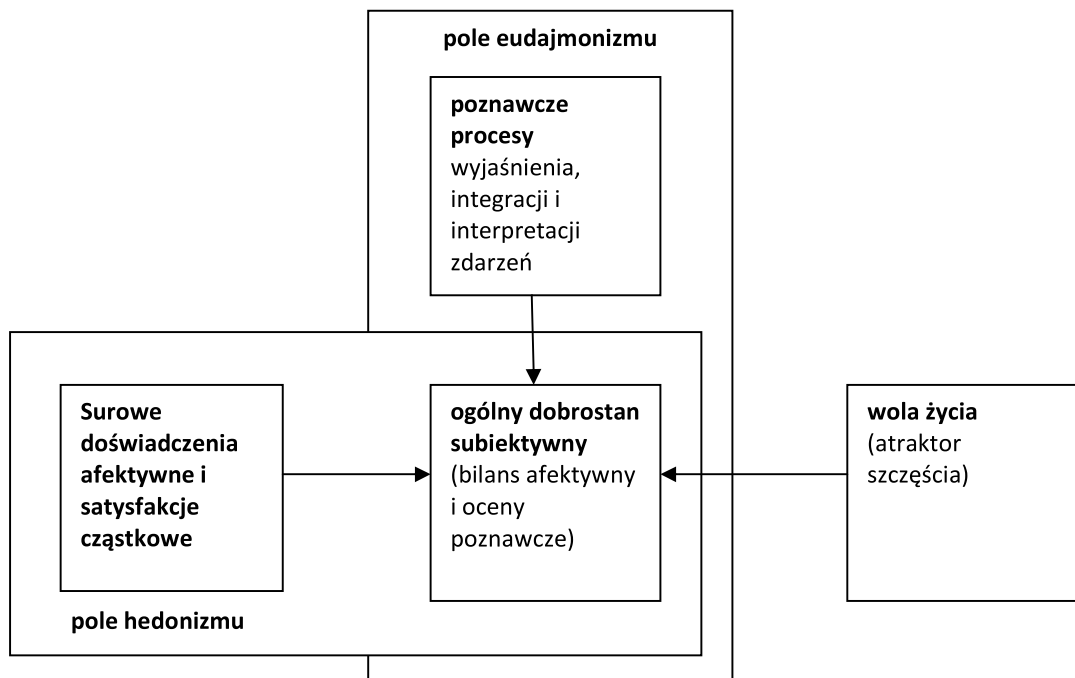 pole eudajmonizmu
poznawcze
procesy
wyjaśnienia,
integracji i
interpretacji
zdarzeń
Surowe
doświadczenia
afektywne i
satysfakcje
cząstkowe
ogólny dobrostan
subiektywny
(bilans afektywny
i oceny
poznawcze)
wola życia
(atraktor
szczęścia)
pole hedonizmu